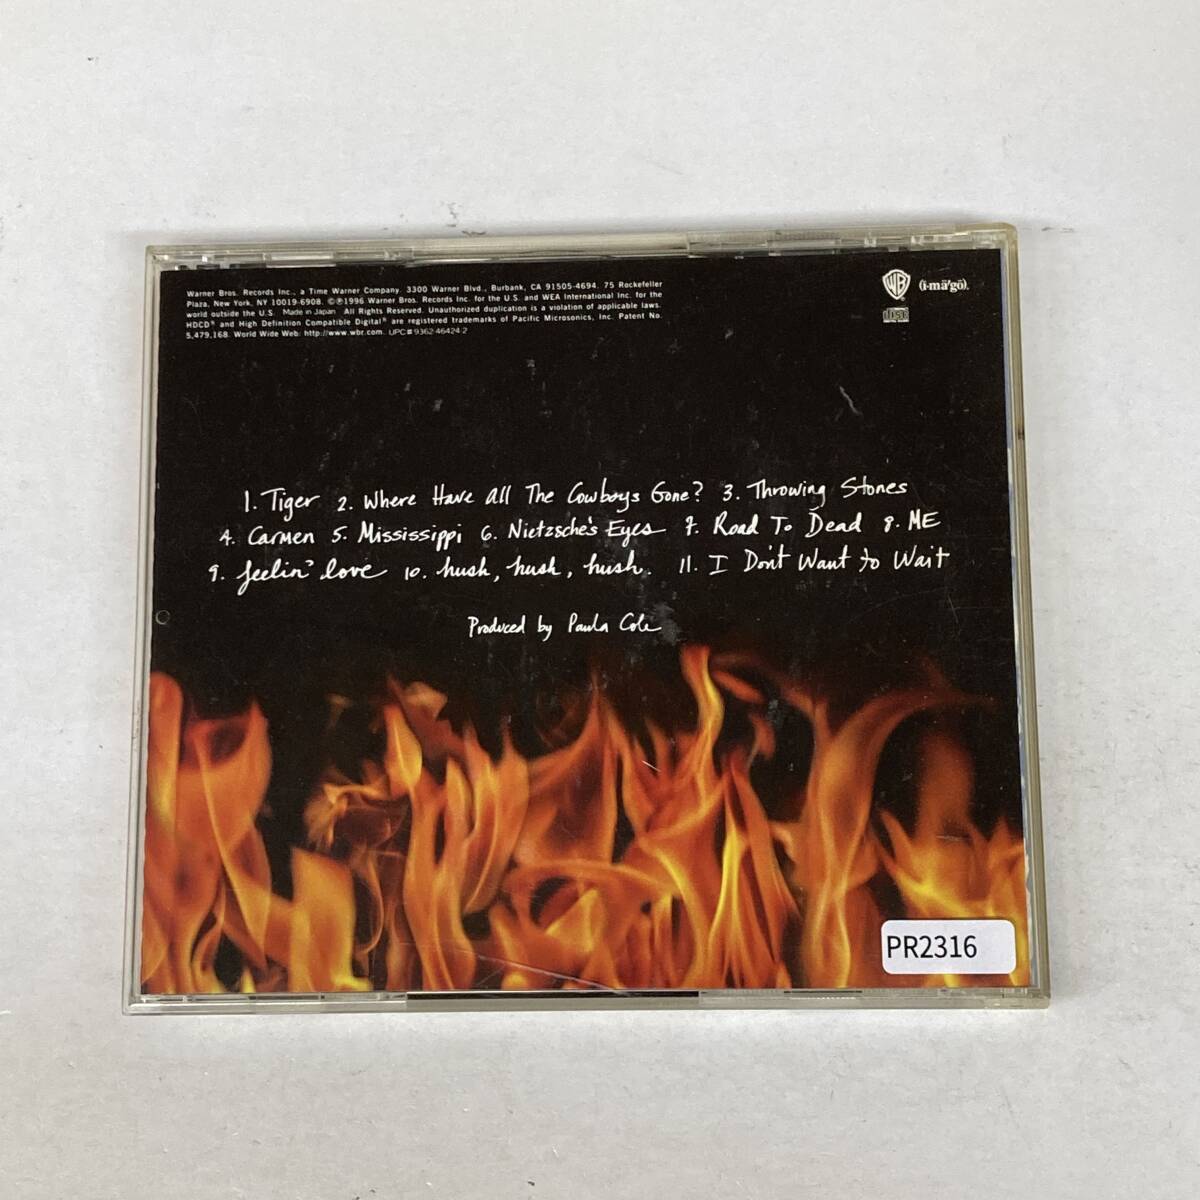 Warner Bros. Records Inc., a Time Warner Company. 3300 Warner Blvd., Burbank, CA 91505-4694. 75 Rockefeller
Plaza, New York, NY 10019-6908. ©℗1996 Warner Bros. Records Inc. for the U.S. and WEA International Inc. for the
world outside the U.S. Made in Japan All Rights Reserved. Unauthorized duplication is a violation of applicable laws.
HDCD® and High Definition Compatible Digital® are registered trademarks of Pacific Microsonics, Inc. Patent No.
5,479,168. World Wide Web: http://www.wbr.com. UPC# 9362-46424-2
WB
(i-mä'gō).
1. Tiger 2. Where Have All The Cowboys Gone? 3. Throwing Stones
4. Carmen 5. Mississippi 6. Nietzsche's Eyes 7. Road To Dead 8. ME
9. feelin' love 10. hush, hush, hush. 11. I Don't Want to Wait
Produced by Paula Cole
PR2316